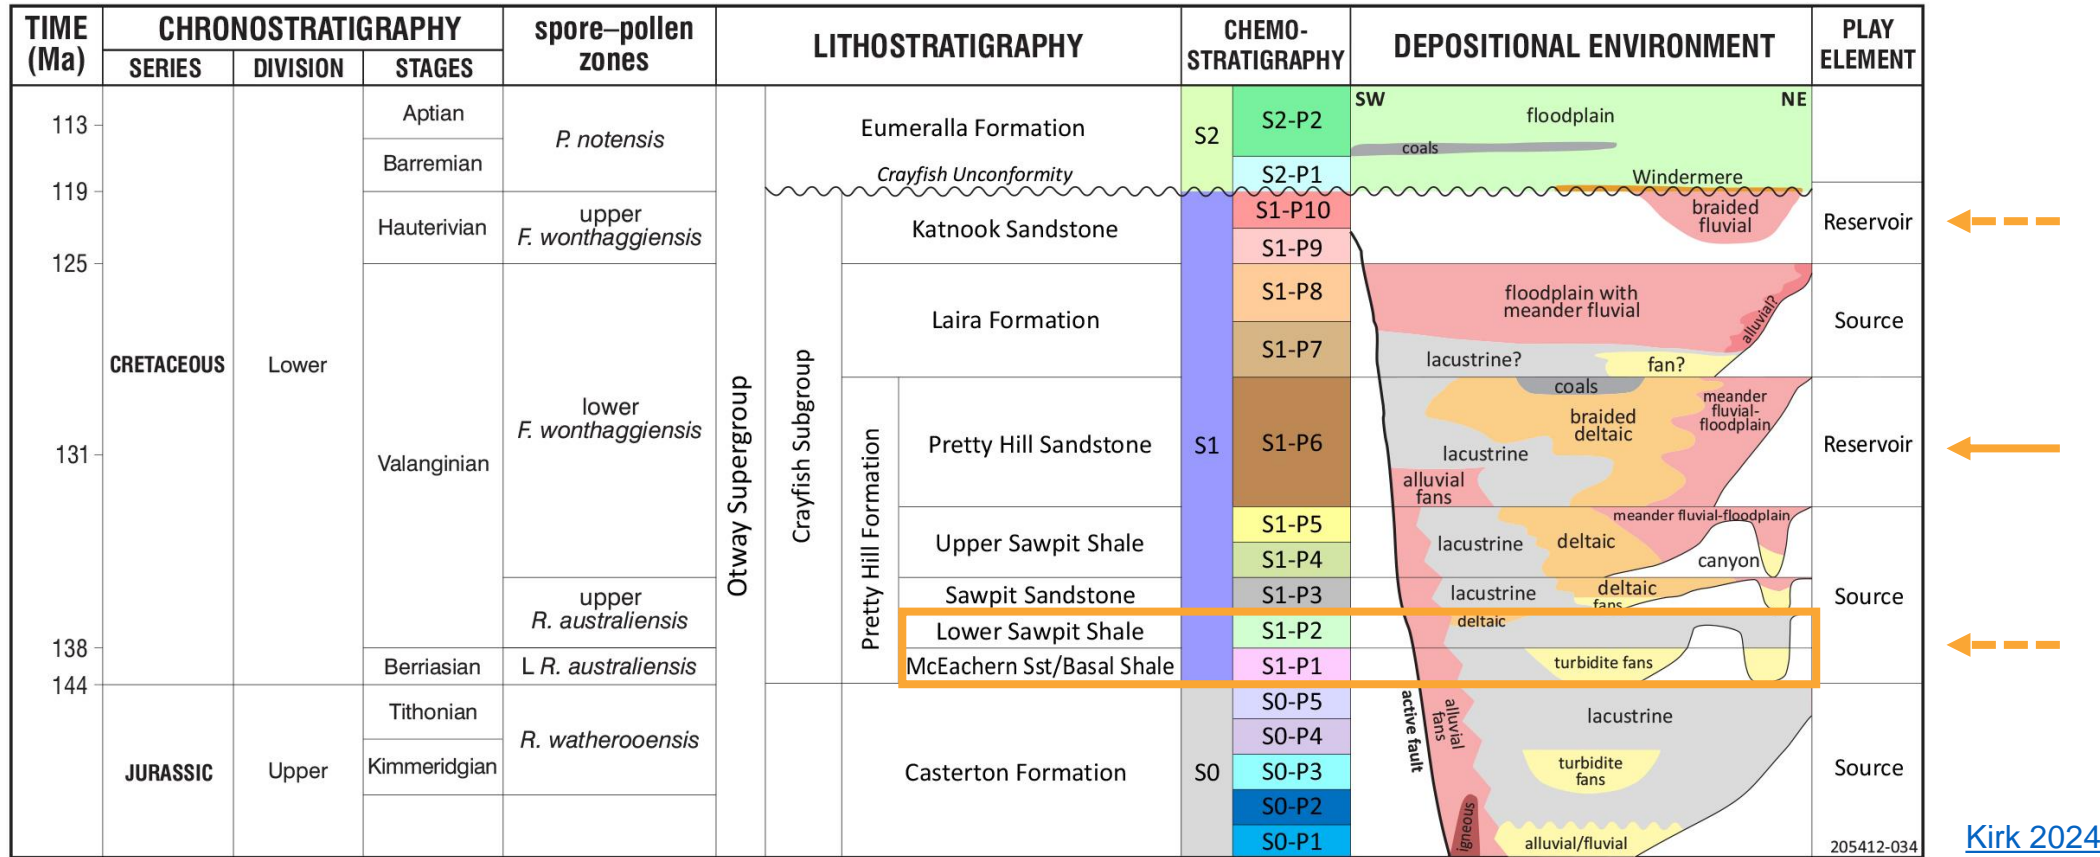 TIME
(Ma)
CHRONOSTRATIGRAPHY
SERIES
DIVISION
STAGES
spore–pollen
zones
LITHOSTRATIGRAPHY
CHEMO-
STRATIGRAPHY
DEPOSITIONAL ENVIRONMENT
PLAY
ELEMENT
113
119
125
131
138
144
CRETACEOUS
JURASSIC
Lower
Upper
Aptian
Barremian
Hauterivian
Valanginian
Berriasian
Tithonian
Kimmeridgian
P. notensis
upper
F. wonthaggiensis
lower
F. wonthaggiensis
upper
R. australiensis
L R. australiensis
R. watherooensis
Otway Supergroup
Crayfish Subgroup
Pretty Hill Formation
Eumeralla Formation
Crayfish Unconformity
Katnook Sandstone
Laira Formation
Pretty Hill Sandstone
Upper Sawpit Shale
Sawpit Sandstone
Lower Sawpit Shale
McEachern Sst/Basal Shale
Casterton Formation
S2
S1
S0
S2-P2
S2-P1
S1-P10
S1-P9
S1-P8
S1-P7
S1-P6
S1-P5
S1-P4
S1-P3
S1-P2
S1-P1
S0-P5
S0-P4
S0-P3
S0-P2
S0-P1
SW
NE
floodplain
coals
Windermere
braided
fluvial
floodplain with
meander fluvial
alluvial?
lacustrine?
fan?
coals
meander
fluvial-
floodplain
braided
deltaic
lacustrine
alluvial
fans
meander fluvial-floodplain
lacustrine
deltaic
canyon
lacustrine
deltaic
fans
deltaic
turbidite fans
active fault
alluvial
fans
lacustrine
turbidite
fans
igneous
alluvial/fluvial
Reservoir
Source
Reservoir
Source
Source
205412-034
Kirk 2024